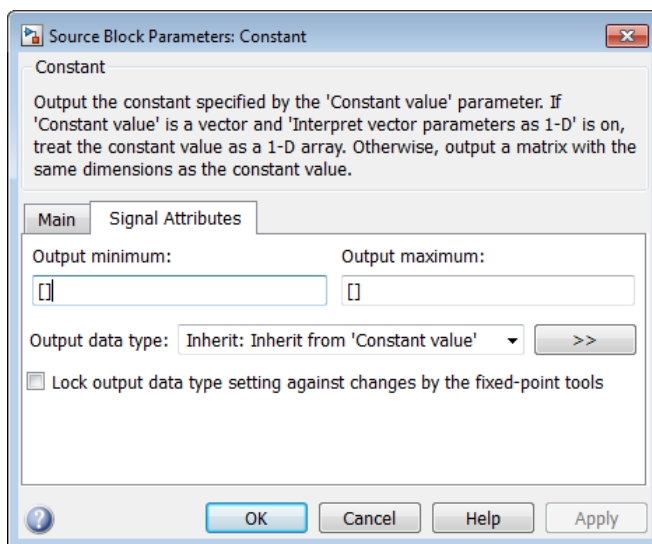 Source Block Parameters: Constant
Constant
Output the constant specified by the 'Constant value' parameter. If
'Constant value' is a vector and 'Interpret vector parameters as 1-D' is on,
treat the constant value as a 1-D array. Otherwise, output a matrix with the
same dimensions as the constant value.
Main Signal Attributes
Output minimum: Output maximum:
[] []
Output data type: Inherit: Inherit from 'Constant value' >>
Lock output data type setting against changes by the fixed-point tools
? OK Cancel Help Apply